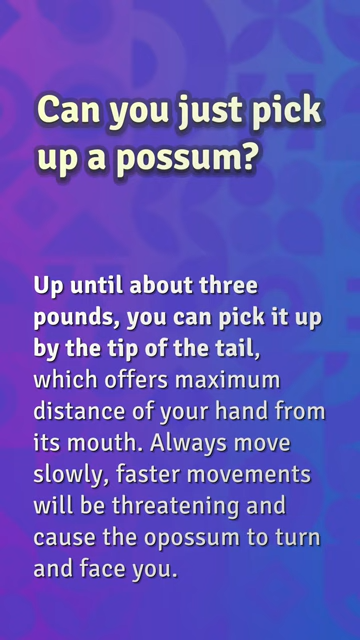 Can you just pick
up a possum?
Up until about three
pounds, you can pick it up
by the tip of the tail,
which offers maximum
distance of your hand from
its mouth. Always move
slowly, faster movements
will be threatening and
cause the opossum to turn
and face you.